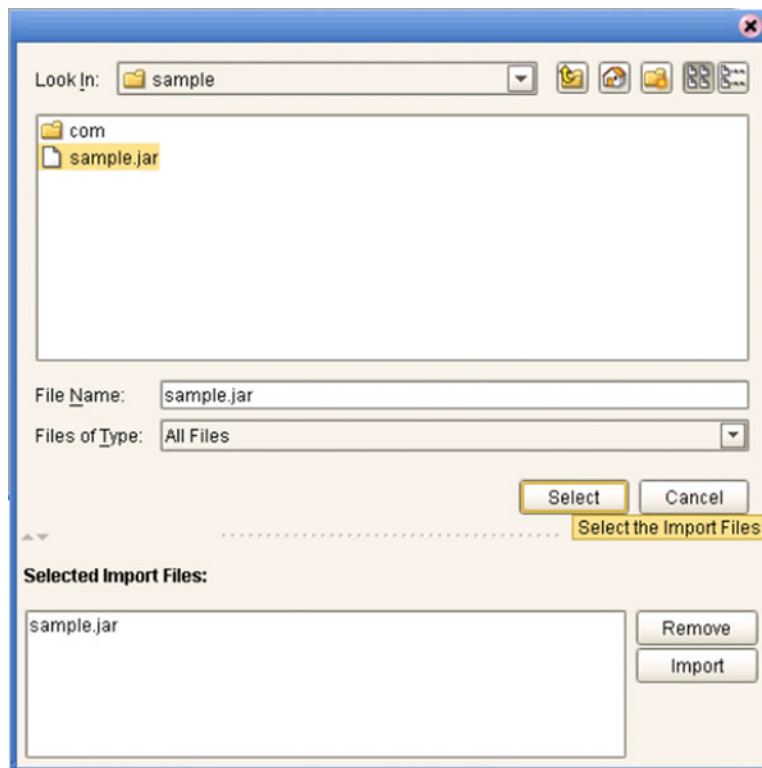 Look In: sample
com
sample.jar
File Name: sample.jar
Files of Type: All Files
Select Cancel
Select the Import Files
Selected Import Files:
sample.jar
Remove
Import